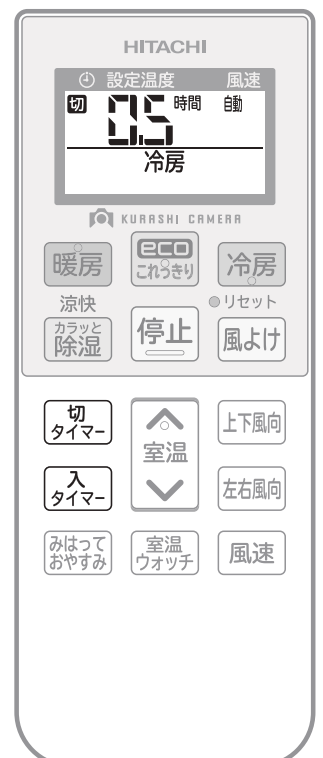 HITACHI
設定温度 風速
切 0.5 時間 自動
冷房
KURASHI CAMERA
暖房 eco これっきり 冷房
涼快 リセット
カラッと除湿 停止 風よけ
切タイマー 室温 上下風向
入タイマー 左右風向
みはっておやすみ 室温ウォッチ 風速